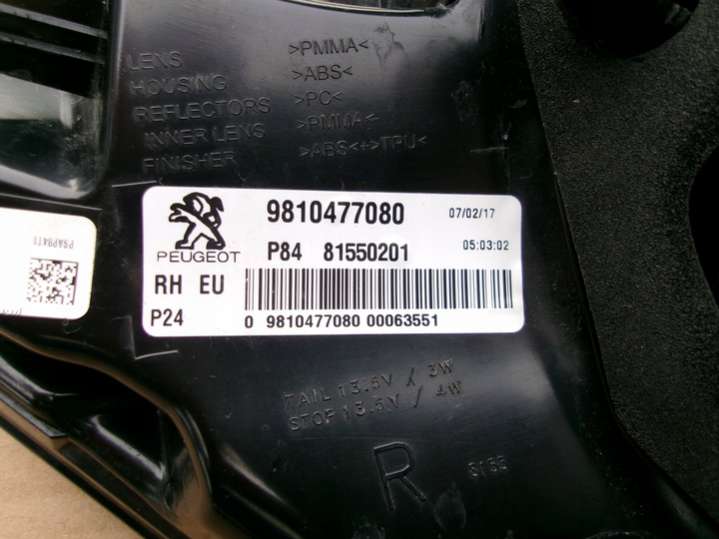 LENS >PMMA<
HOUSING >ABS<
REFLECTORS >PC<
INNER LENS >PMMA<
FINISHER >ABS<+>TPU<
9810477080 07/02/17
PEUGEOT P84 81550201 05:03:02
RH EU
P24 0 9810477080 00063551
TAIL 13.5V / 3W
STOP 13.5V / 4W
R